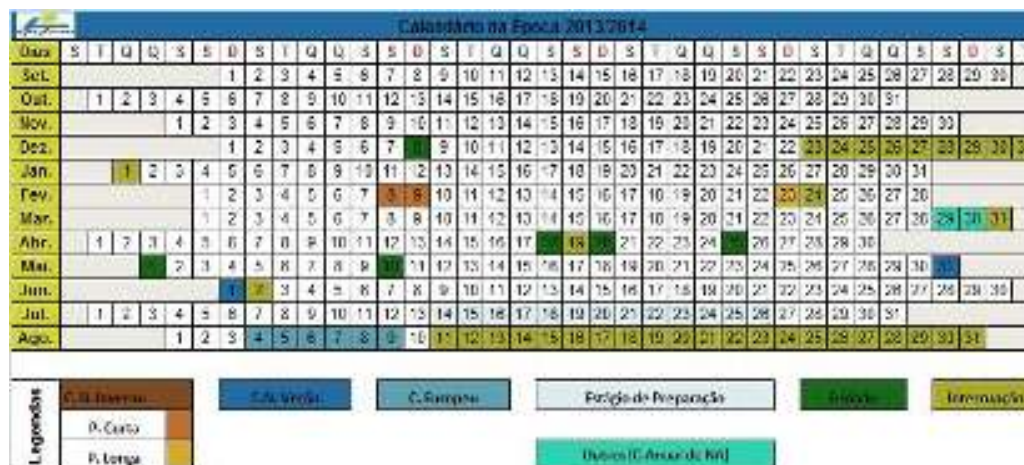 Calendário da Epoca 2013/2014
Dias S T Q Q S S D S T Q Q S S D S T Q Q S S D S T Q Q S S D S T Q Q S S D S
Set. 1 2 3 4 5 6 7 8 9 10 11 12 13 14 15 16 17 18 19 20 21 22 23 24 25 26 27 28 29 30
Out. 1 2 3 4 5 6 7 8 9 10 11 12 13 14 15 16 17 18 19 20 21 22 23 24 25 26 27 28 29 30 31
Nov. 1 2 3 4 5 6 7 8 9 10 11 12 13 14 15 16 17 18 19 20 21 22 23 24 25 26 27 28 29 30
Dez. 1 2 3 4 5 6 7 8 9 10 11 12 13 14 15 16 17 18 19 20 21 22 23 24 25 26 27 28 29 30
Jan. 1 2 3 4 5 6 7 8 9 10 11 12 13 14 15 16 17 18 19 20 21 22 23 24 25 26 27 28 29 30 31
Fev. 1 2 3 4 5 6 7 8 9 10 11 12 13 14 15 16 17 18 19 20 21 22 23 24 25 26 27 28
Mar. 1 2 3 4 5 6 7 8 9 10 11 12 13 14 15 16 17 18 19 20 21 22 23 24 25 26 27 28 29 30 31
Abr. 1 2 3 4 5 6 7 8 9 10 11 12 13 14 15 16 17 18 19 20 21 22 23 24 25 26 27 28 29 30
Mai. 1 2 3 4 5 6 7 8 9 10 11 12 13 14 15 16 17 18 19 20 21 22 23 24 25 26 27 28 29 30 31
Jun. 1 2 3 4 5 6 7 8 9 10 11 12 13 14 15 16 17 18 19 20 21 22 23 24 25 26 27 28 29 30
Jul. 1 2 3 4 5 6 7 8 9 10 11 12 13 14 15 16 17 18 19 20 21 22 23 24 25 26 27 28 29 30 31
Ago. 1 2 3 4 5 6 7 8 9 10 11 12 13 14 15 16 17 18 19 20 21 22 23 24 25 26 27 28 29 30 31
Legendas
C.N. Inverno C.N. Verão C. Europeu Estágio de Preparação Interrupção
P. Curta
P. Longa Outros (C. Anual de NA)